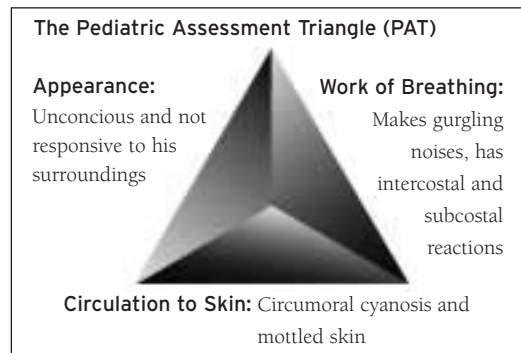 The Pediatric Assessment Triangle (PAT)
Appearance:
Unconcious and not
responsive to his
surroundings
Work of Breathing:
Makes gurgling
noises, has
intercostal and
subcostal
reactions
Circulation to Skin: Circumoral cyanosis and
mottled skin